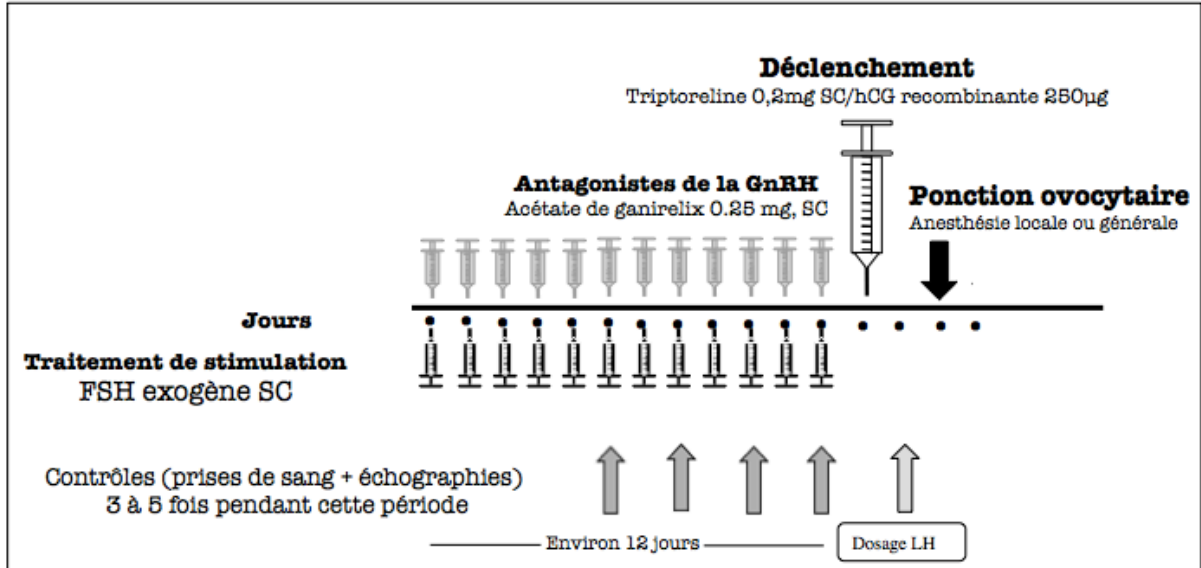 Déclenchement
Triptoreline 0,2mg SC/hCG recombinante 250µg
Antagonistes de la GnRH
Acétate de ganirelix 0.25 mg, SC
Ponction ovocytaire
Anesthésie locale ou générale
Jours
Traitement de stimulation
FSH exogène SC
Contrôles (prises de sang + échographies)
3 à 5 fois pendant cette période
Environ 12 jours
Dosage LH